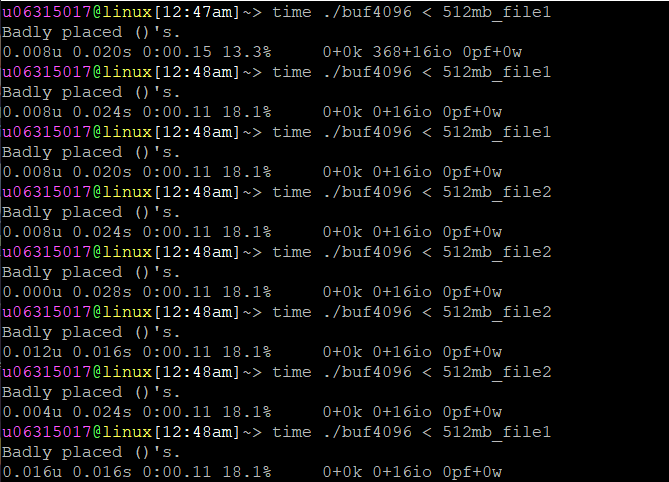 u06315017@linux[12:47am]~> time ./buf4096 < 512mb_file1
Badly placed ()'s.
0.008u 0.020s 0:00.15 13.3%     0+0k 368+16io 0pf+0w
u06315017@linux[12:48am]~> time ./buf4096 < 512mb_file1
Badly placed ()'s.
0.008u 0.024s 0:00.11 18.1%     0+0k 0+16io 0pf+0w
u06315017@linux[12:48am]~> time ./buf4096 < 512mb_file1
Badly placed ()'s.
0.008u 0.020s 0:00.11 18.1%     0+0k 0+16io 0pf+0w
u06315017@linux[12:48am]~> time ./buf4096 < 512mb_file2
Badly placed ()'s.
0.008u 0.024s 0:00.11 18.1%     0+0k 0+16io 0pf+0w
u06315017@linux[12:48am]~> time ./buf4096 < 512mb_file2
Badly placed ()'s.
0.000u 0.028s 0:00.11 18.1%     0+0k 0+16io 0pf+0w
u06315017@linux[12:48am]~> time ./buf4096 < 512mb_file2
Badly placed ()'s.
0.012u 0.016s 0:00.11 18.1%     0+0k 0+16io 0pf+0w
u06315017@linux[12:48am]~> time ./buf4096 < 512mb_file2
Badly placed ()'s.
0.004u 0.024s 0:00.11 18.1%     0+0k 0+16io 0pf+0w
u06315017@linux[12:48am]~> time ./buf4096 < 512mb_file1
Badly placed ()'s.
0.016u 0.016s 0:00.11 18.1%     0+0k 0+16io 0pf+0w